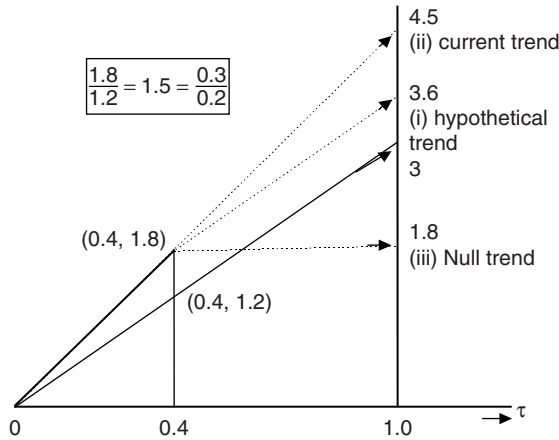 4.5
(ii) current trend
1.8/1.2 = 1.5 = 0.3/0.2
3.6
(i) hypothetical
trend
3
(0.4, 1.8)
1.8
(iii) Null trend
(0.4, 1.2)
0
0.4
1.0
τ